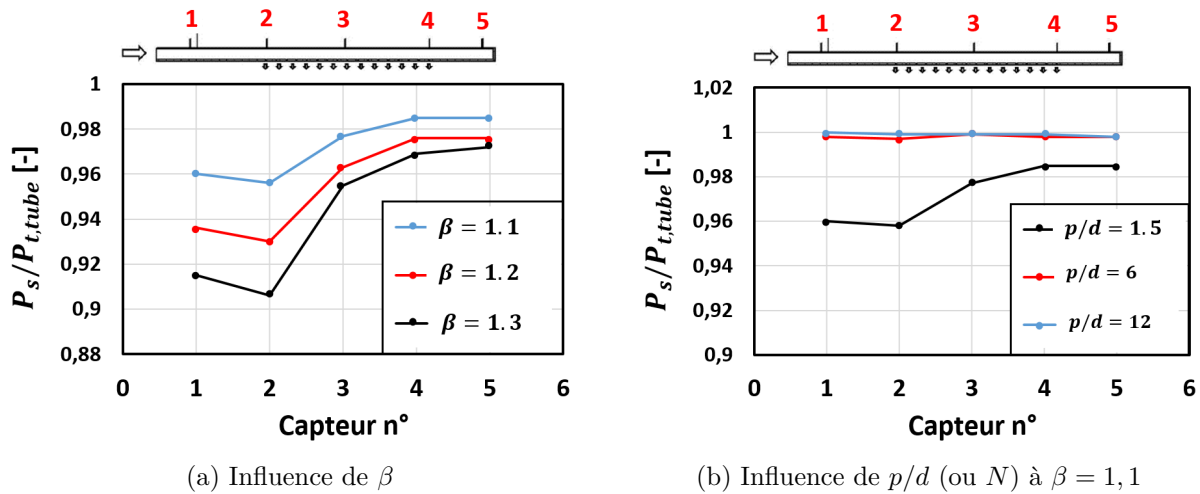 1 2 3 4 5
1
0,98
0,96
0,94
0,92
0,9
0,88
0 1 2 3 4 5 6
P_s/P_{t,tube} [-]
Capteur n°
β = 1.1
β = 1.2
β = 1.3
(a) Influence de β
1 2 3 4 5
1,02
1
0,98
0,96
0,94
0,92
0,9
0 1 2 3 4 5 6
P_s/P_{t,tube} [-]
Capteur n°
p/d = 1.5
p/d = 6
p/d = 12
(b) Influence de p/d (ou N) à β = 1, 1